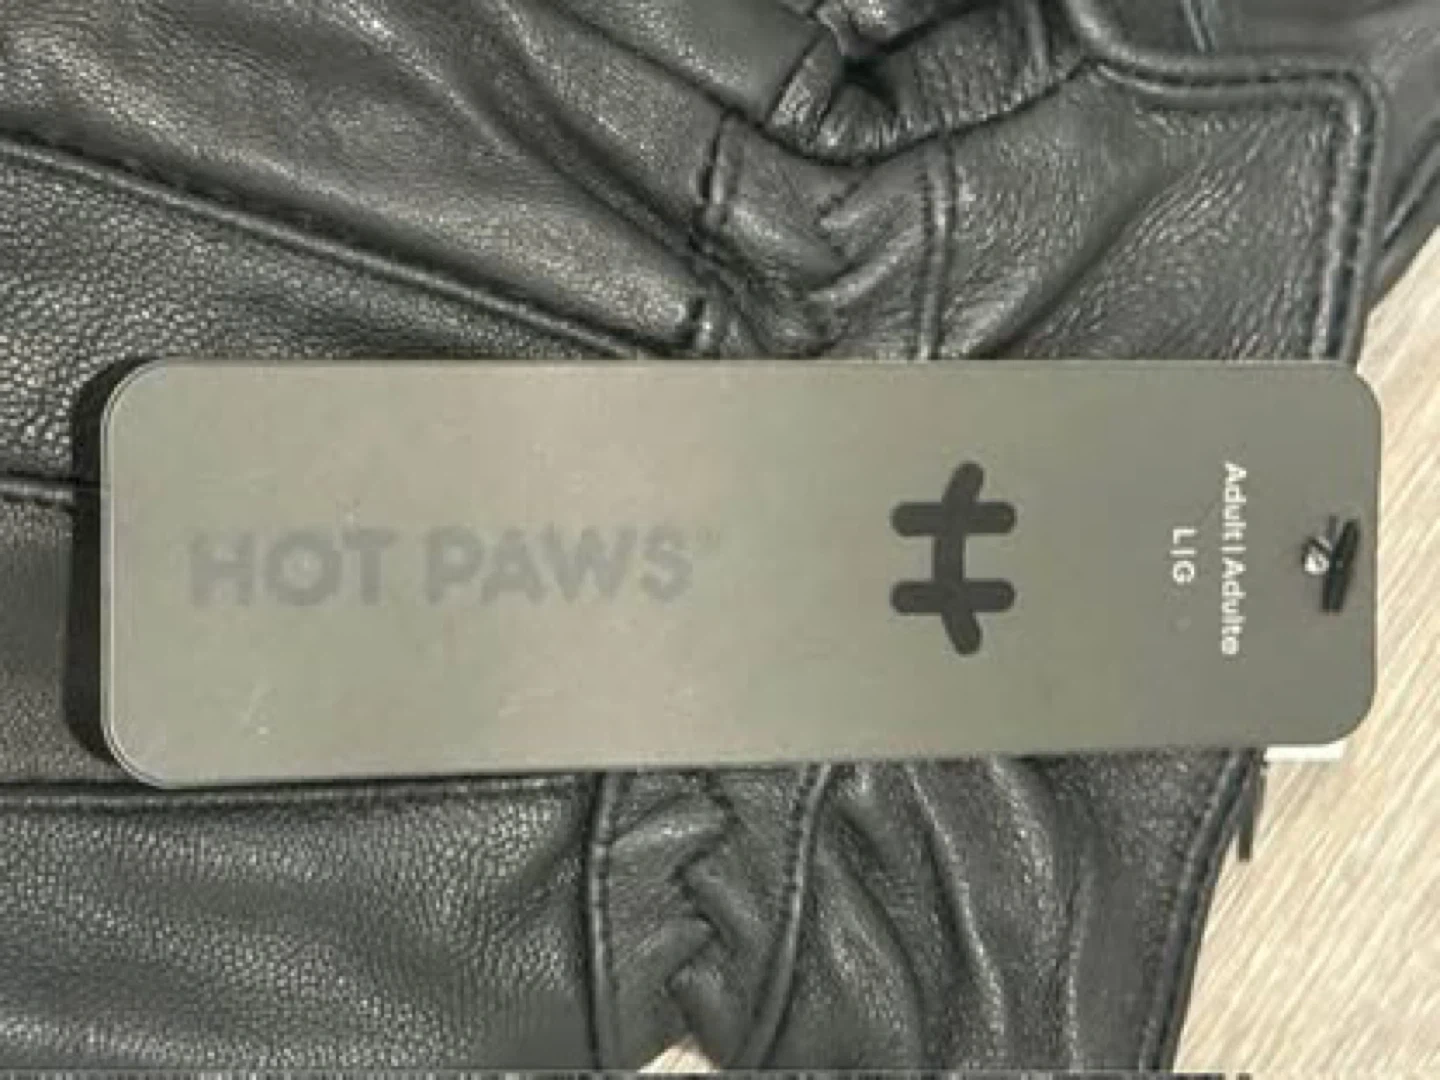 Adult | Adulte
L|G
HOT PAWS